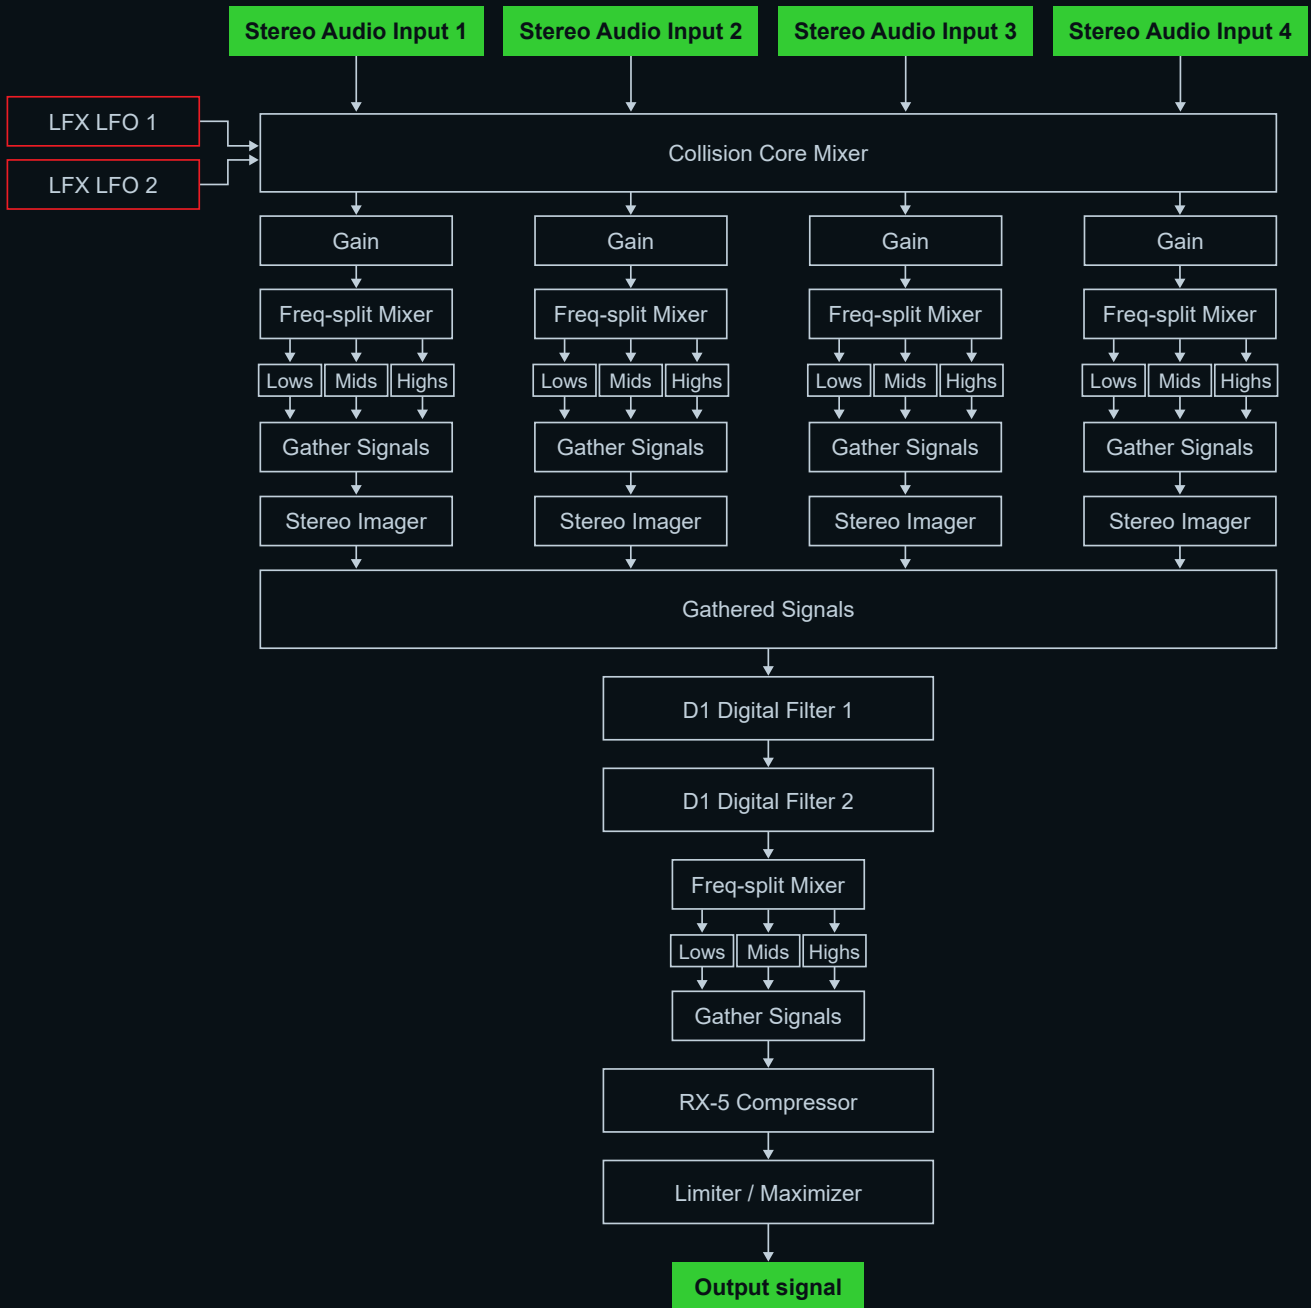 Stereo Audio Input 1
Stereo Audio Input 2
Stereo Audio Input 3
Stereo Audio Input 4
LFX LFO 1
LFX LFO 2
Collision Core Mixer
Gain
Gain
Gain
Gain
Freq-split Mixer
Freq-split Mixer
Freq-split Mixer
Freq-split Mixer
Lows
Mids
Highs
Lows
Mids
Highs
Lows
Mids
Highs
Lows
Mids
Highs
Gather Signals
Gather Signals
Gather Signals
Gather Signals
Stereo Imager
Stereo Imager
Stereo Imager
Stereo Imager
Gathered Signals
D1 Digital Filter 1
D1 Digital Filter 2
Freq-split Mixer
Lows
Mids
Highs
Gather Signals
RX-5 Compressor
Limiter / Maximizer
Output signal